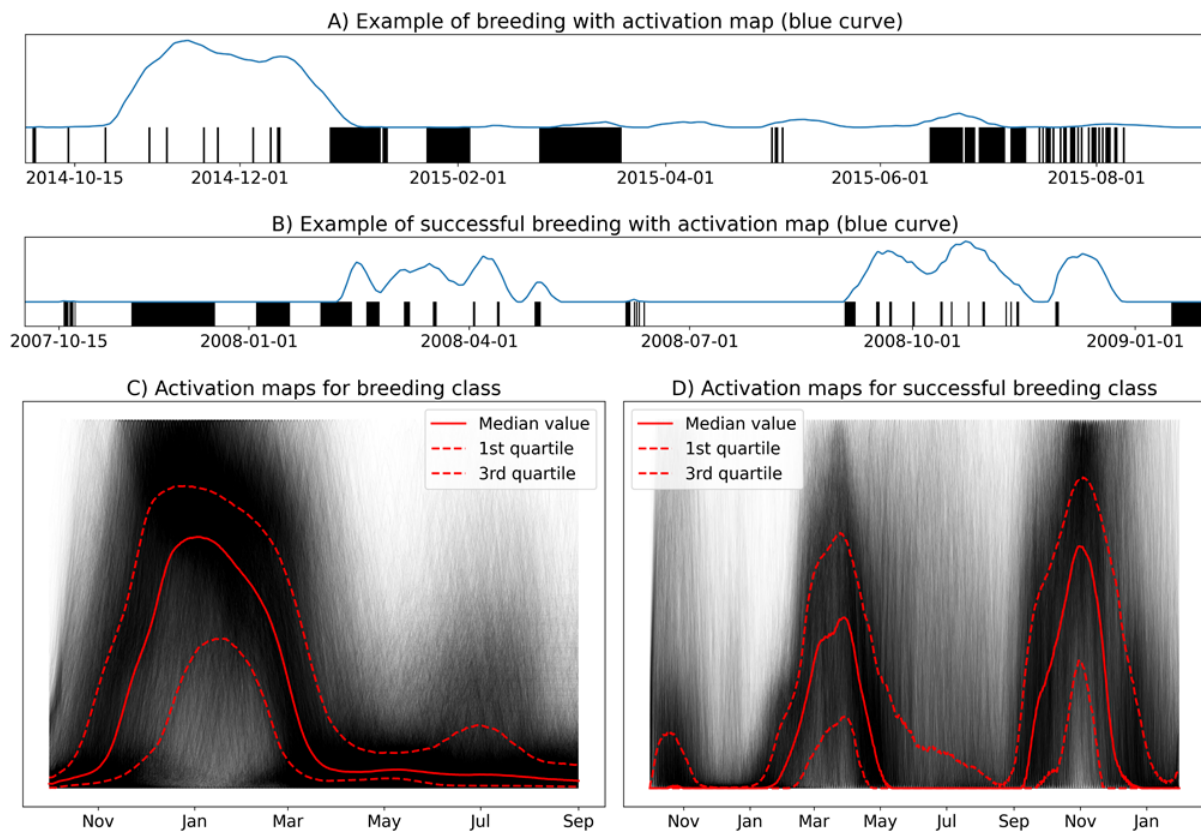 A) Example of breeding with activation map (blue curve)
2014-10-15 2014-12-01 2015-02-01 2015-04-01 2015-06-01 2015-08-01
B) Example of successful breeding with activation map (blue curve)
2007-10-15 2008-01-01 2008-04-01 2008-07-01 2008-10-01 2009-01-01
C) Activation maps for breeding class
Median value
1st quartile
3rd quartile
Nov Jan Mar May Jul Sep
D) Activation maps for successful breeding class
Median value
1st quartile
3rd quartile
Nov Jan Mar May Jul Sep Nov Jan